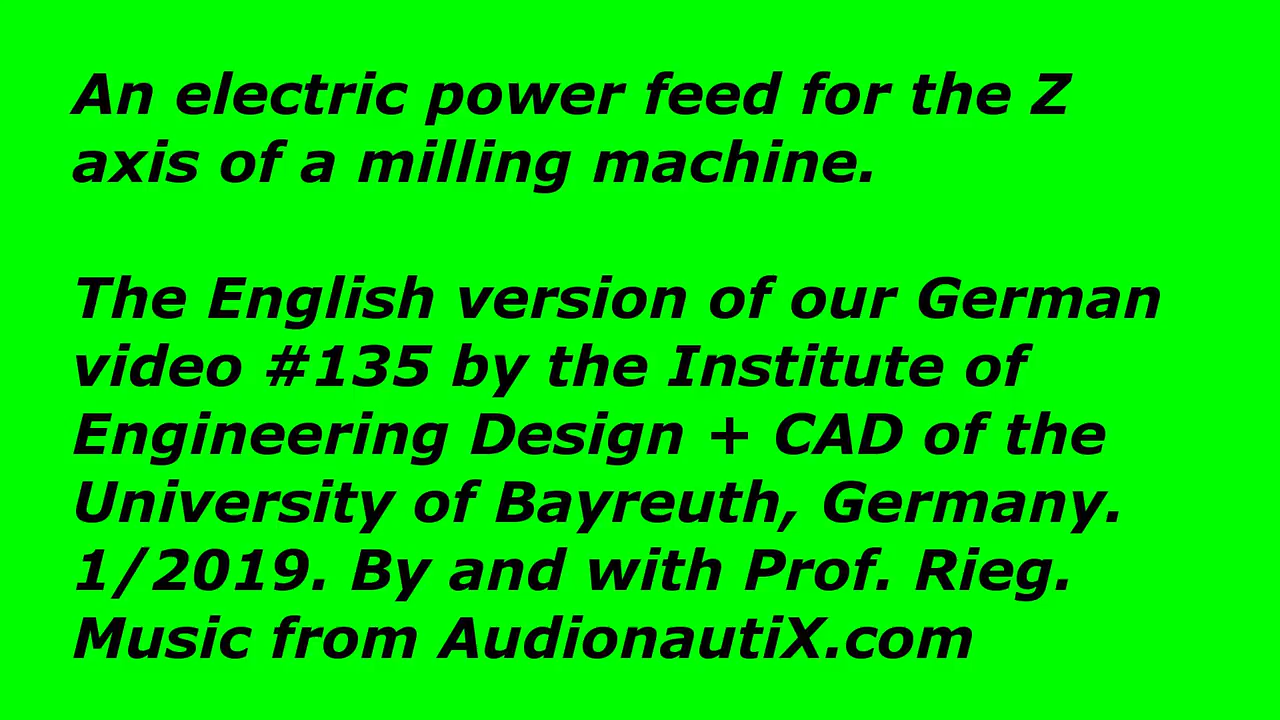 An electric power feed for the Z
axis of a milling machine.
The English version of our German
video #135 by the Institute of
Engineering Design + CAD of the
University of Bayreuth, Germany.
1/2019. By and with Prof. Rieg.
Music from AudionautiX.com